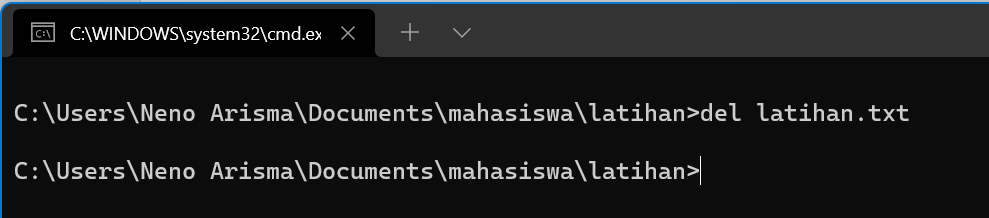 C:\WINDOWS\system32\cmd.ex
C:\Users\Neno Arisma\Documents\mahasiswa\latihan>del latihan.txt
C:\Users\Neno Arisma\Documents\mahasiswa\latihan>